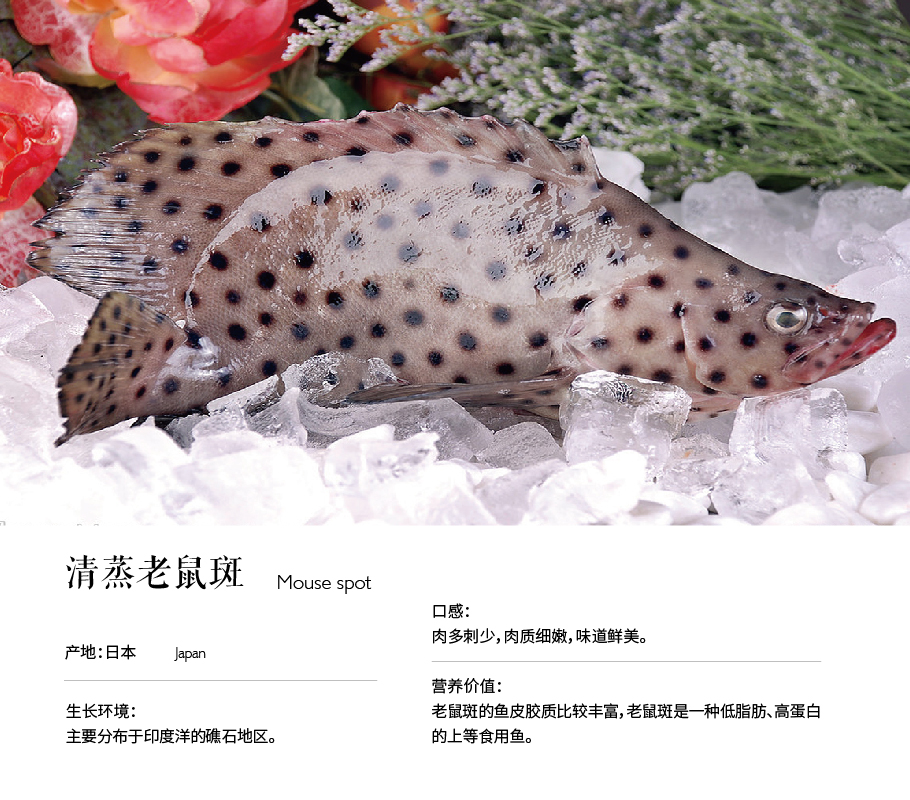 清蒸老鼠斑 Mouse spot
产地:日本 Japan
生长环境:
主要分布于印度洋的礁石地区。
口感:
肉多刺少,肉质细嫩,味道鲜美。
营养价值:
老鼠斑的鱼皮胶质比较丰富,老鼠斑是一种低脂肪、高蛋白
的上等食用鱼。